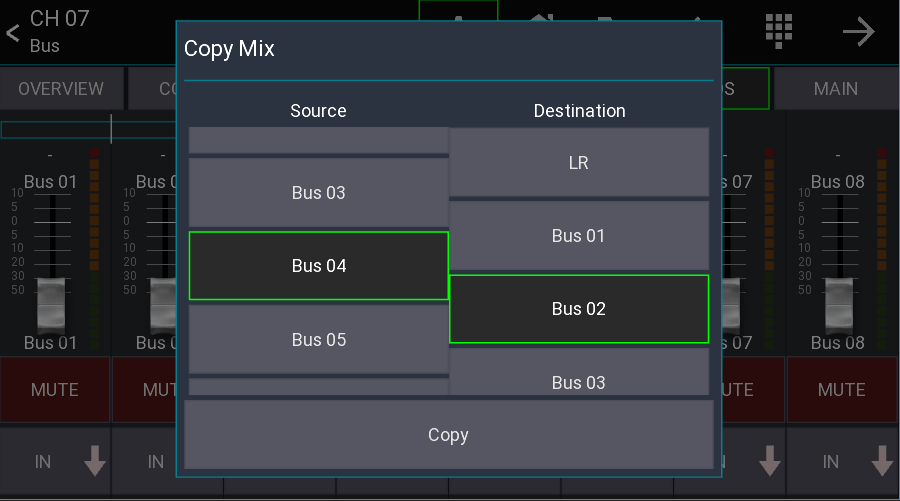 CH 07
Bus
Copy Mix
OVERVIEW
MAIN
Source
Destination
Bus 03
Bus 04
Bus 05
LR
Bus 01
Bus 02
Bus 03
Copy
-
-
-
-
Bus 01
Bus 0
s 07
Bus 08
10
5
0
5
10
20
30
50
10
5
0
5
10
20
30
50
10
5
0
5
10
20
30
50
Bus 01
Bus 0
s 07
Bus 08
MUTE
MUT
UTE
MUTE
IN
IN
IN